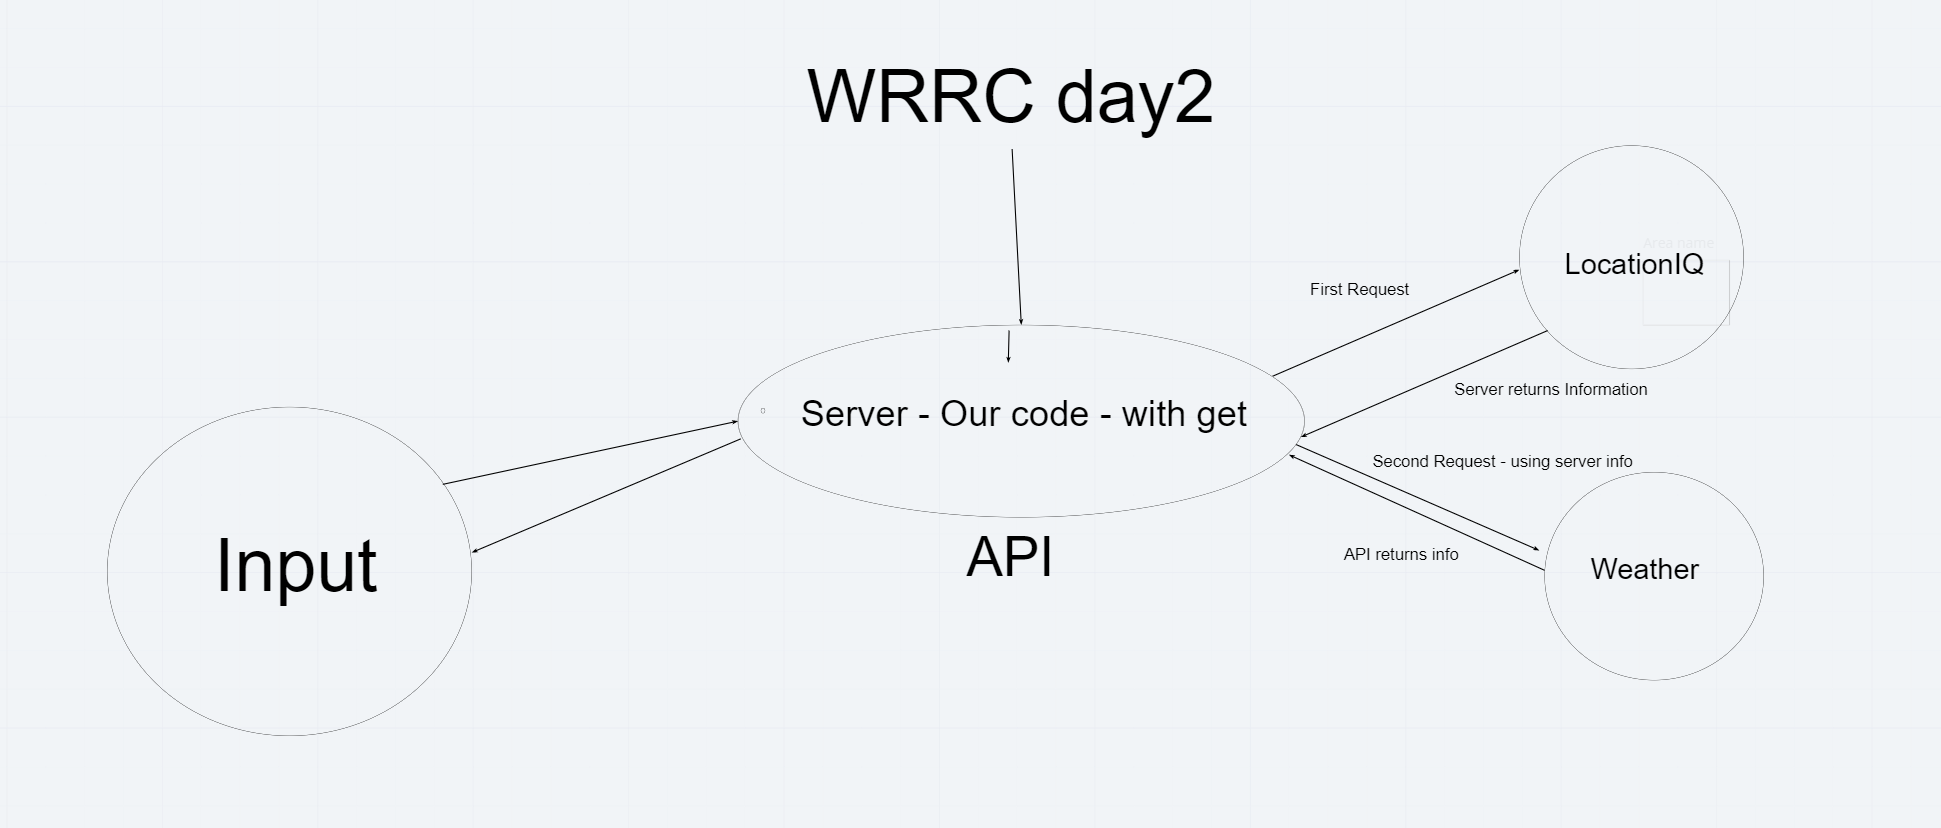 WRRC day2
Area name
LocationIQ
First Request
Server returns Information
Server - Our code - with get
Second Request - using server info
Input
API
API returns info
Weather